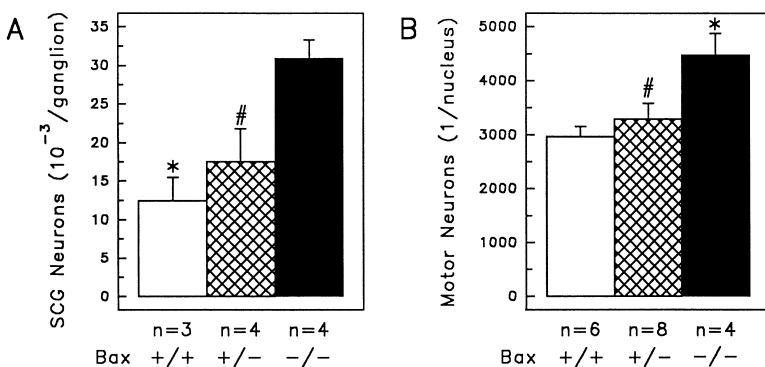 A
SCG Neurons (10⁻³/ganglion)
35
30
25
20
15
10
5
0
*
#
n=3 n=4 n=4
Bax +/+ +/− −/−
B
Motor Neurons (1/nucleus)
5000
4000
3000
2000
1000
0
#
*
n=6 n=8 n=4
+/+ +/− −/−